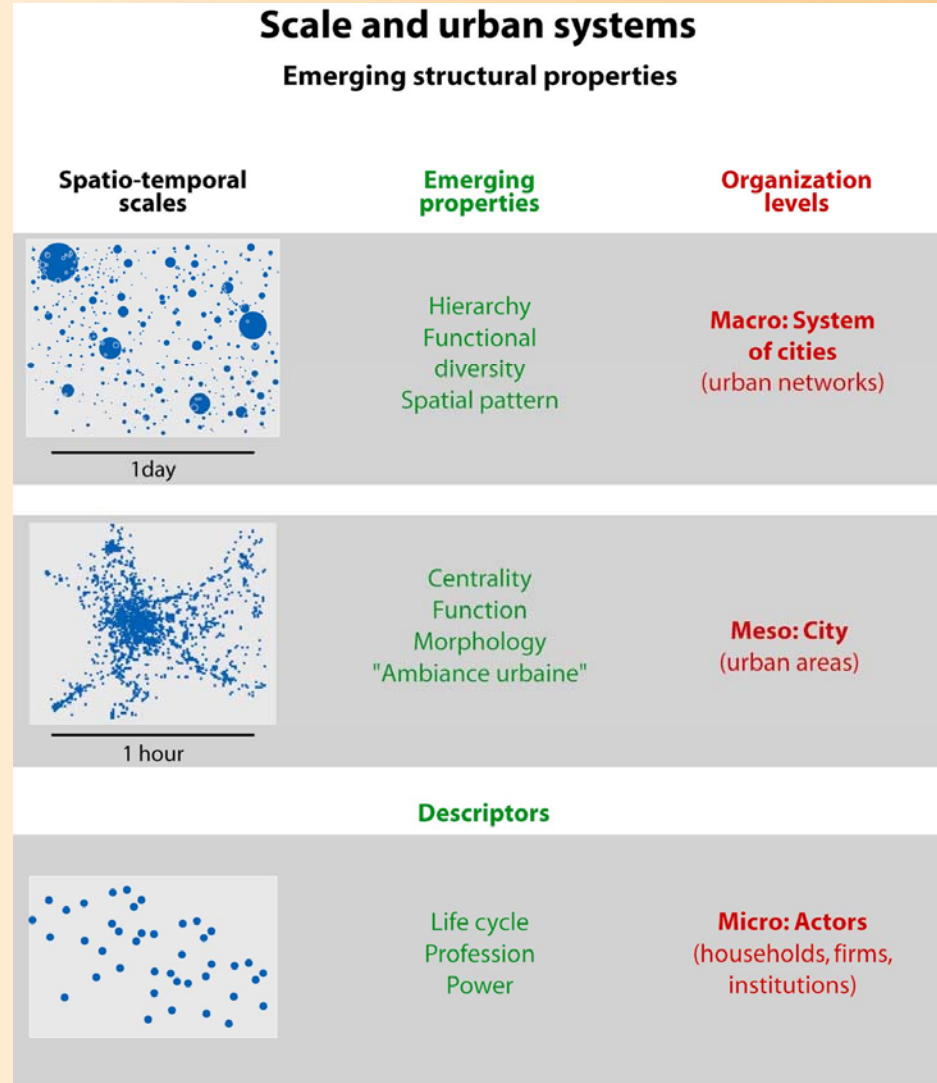 Scale and urban systems
Emerging structural properties
Spatio-temporal
scales
Emerging
properties
Organization
levels
Hierarchy
Functional
diversity
Spatial pattern
Macro: System
of cities
(urban networks)
1day
Centrality
Function
Morphology
"Ambiance urbaine"
Meso: City
(urban areas)
1 hour
Descriptors
Life cycle
Profession
Power
Micro: Actors
(households, firms,
institutions)